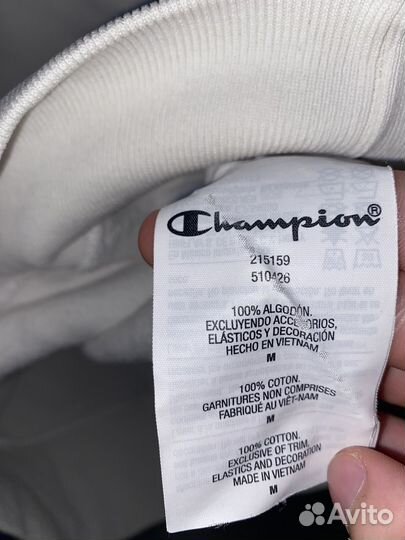 Champion®
215159
510426
100% ALGODÓN.
EXCLUYENDO ACCESORIOS,
ELÁSTICOS Y DECORACIÓN
HECHO EN VIETNAM
M
100% COTON.
GARNITURES NON COMPRISES
FABRIQUÉ AU VIÊT-NAM
M
100% COTTON.
EXCLUSIVE OF TRIM,
ELASTICS AND DECORATION
MADE IN VIETNAM
M
Avito